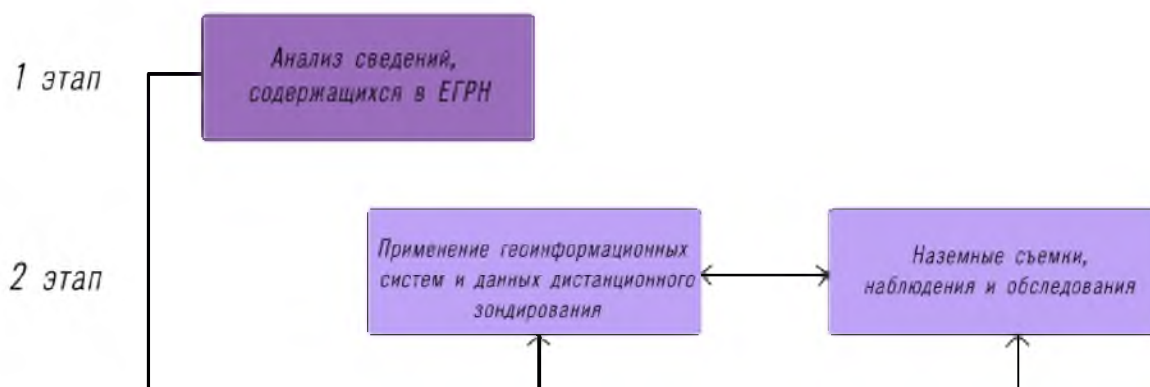 1 этап
Анализ сведений,
содержащихся в ЕГРН
2 этап
Применение геоинформационных
систем и данных дистанционного
зондирования
Наземные съемки,
наблюдения и обследования